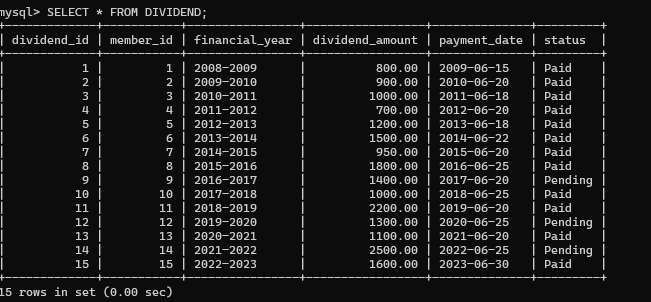 mysql> SELECT * FROM DIVIDEND;
| dividend_id | member_id | financial_year | dividend_amount | payment_date | status |
| 1 | 1 | 2008-2009 | 800.00 | 2009-06-15 | Paid |
| 2 | 2 | 2009-2010 | 900.00 | 2010-06-20 | Paid |
| 3 | 3 | 2010-2011 | 1000.00 | 2011-06-18 | Paid |
| 4 | 4 | 2011-2012 | 700.00 | 2012-06-20 | Paid |
| 5 | 5 | 2012-2013 | 1200.00 | 2013-06-18 | Paid |
| 6 | 6 | 2013-2014 | 1500.00 | 2014-06-22 | Paid |
| 7 | 7 | 2014-2015 | 950.00 | 2015-06-20 | Paid |
| 8 | 8 | 2015-2016 | 1800.00 | 2016-06-25 | Paid |
| 9 | 9 | 2016-2017 | 1400.00 | 2017-06-20 | Pending |
| 10 | 10 | 2017-2018 | 1000.00 | 2018-06-20 | Paid |
| 11 | 11 | 2018-2019 | 2200.00 | 2019-06-20 | Paid |
| 12 | 12 | 2019-2020 | 1300.00 | 2020-06-25 | Pending |
| 13 | 13 | 2020-2021 | 1100.00 | 2021-06-20 | Paid |
| 14 | 14 | 2021-2022 | 2500.00 | 2022-06-25 | Pending |
| 15 | 15 | 2022-2023 | 1600.00 | 2023-06-30 | Paid |
15 rows in set (0.00 sec)